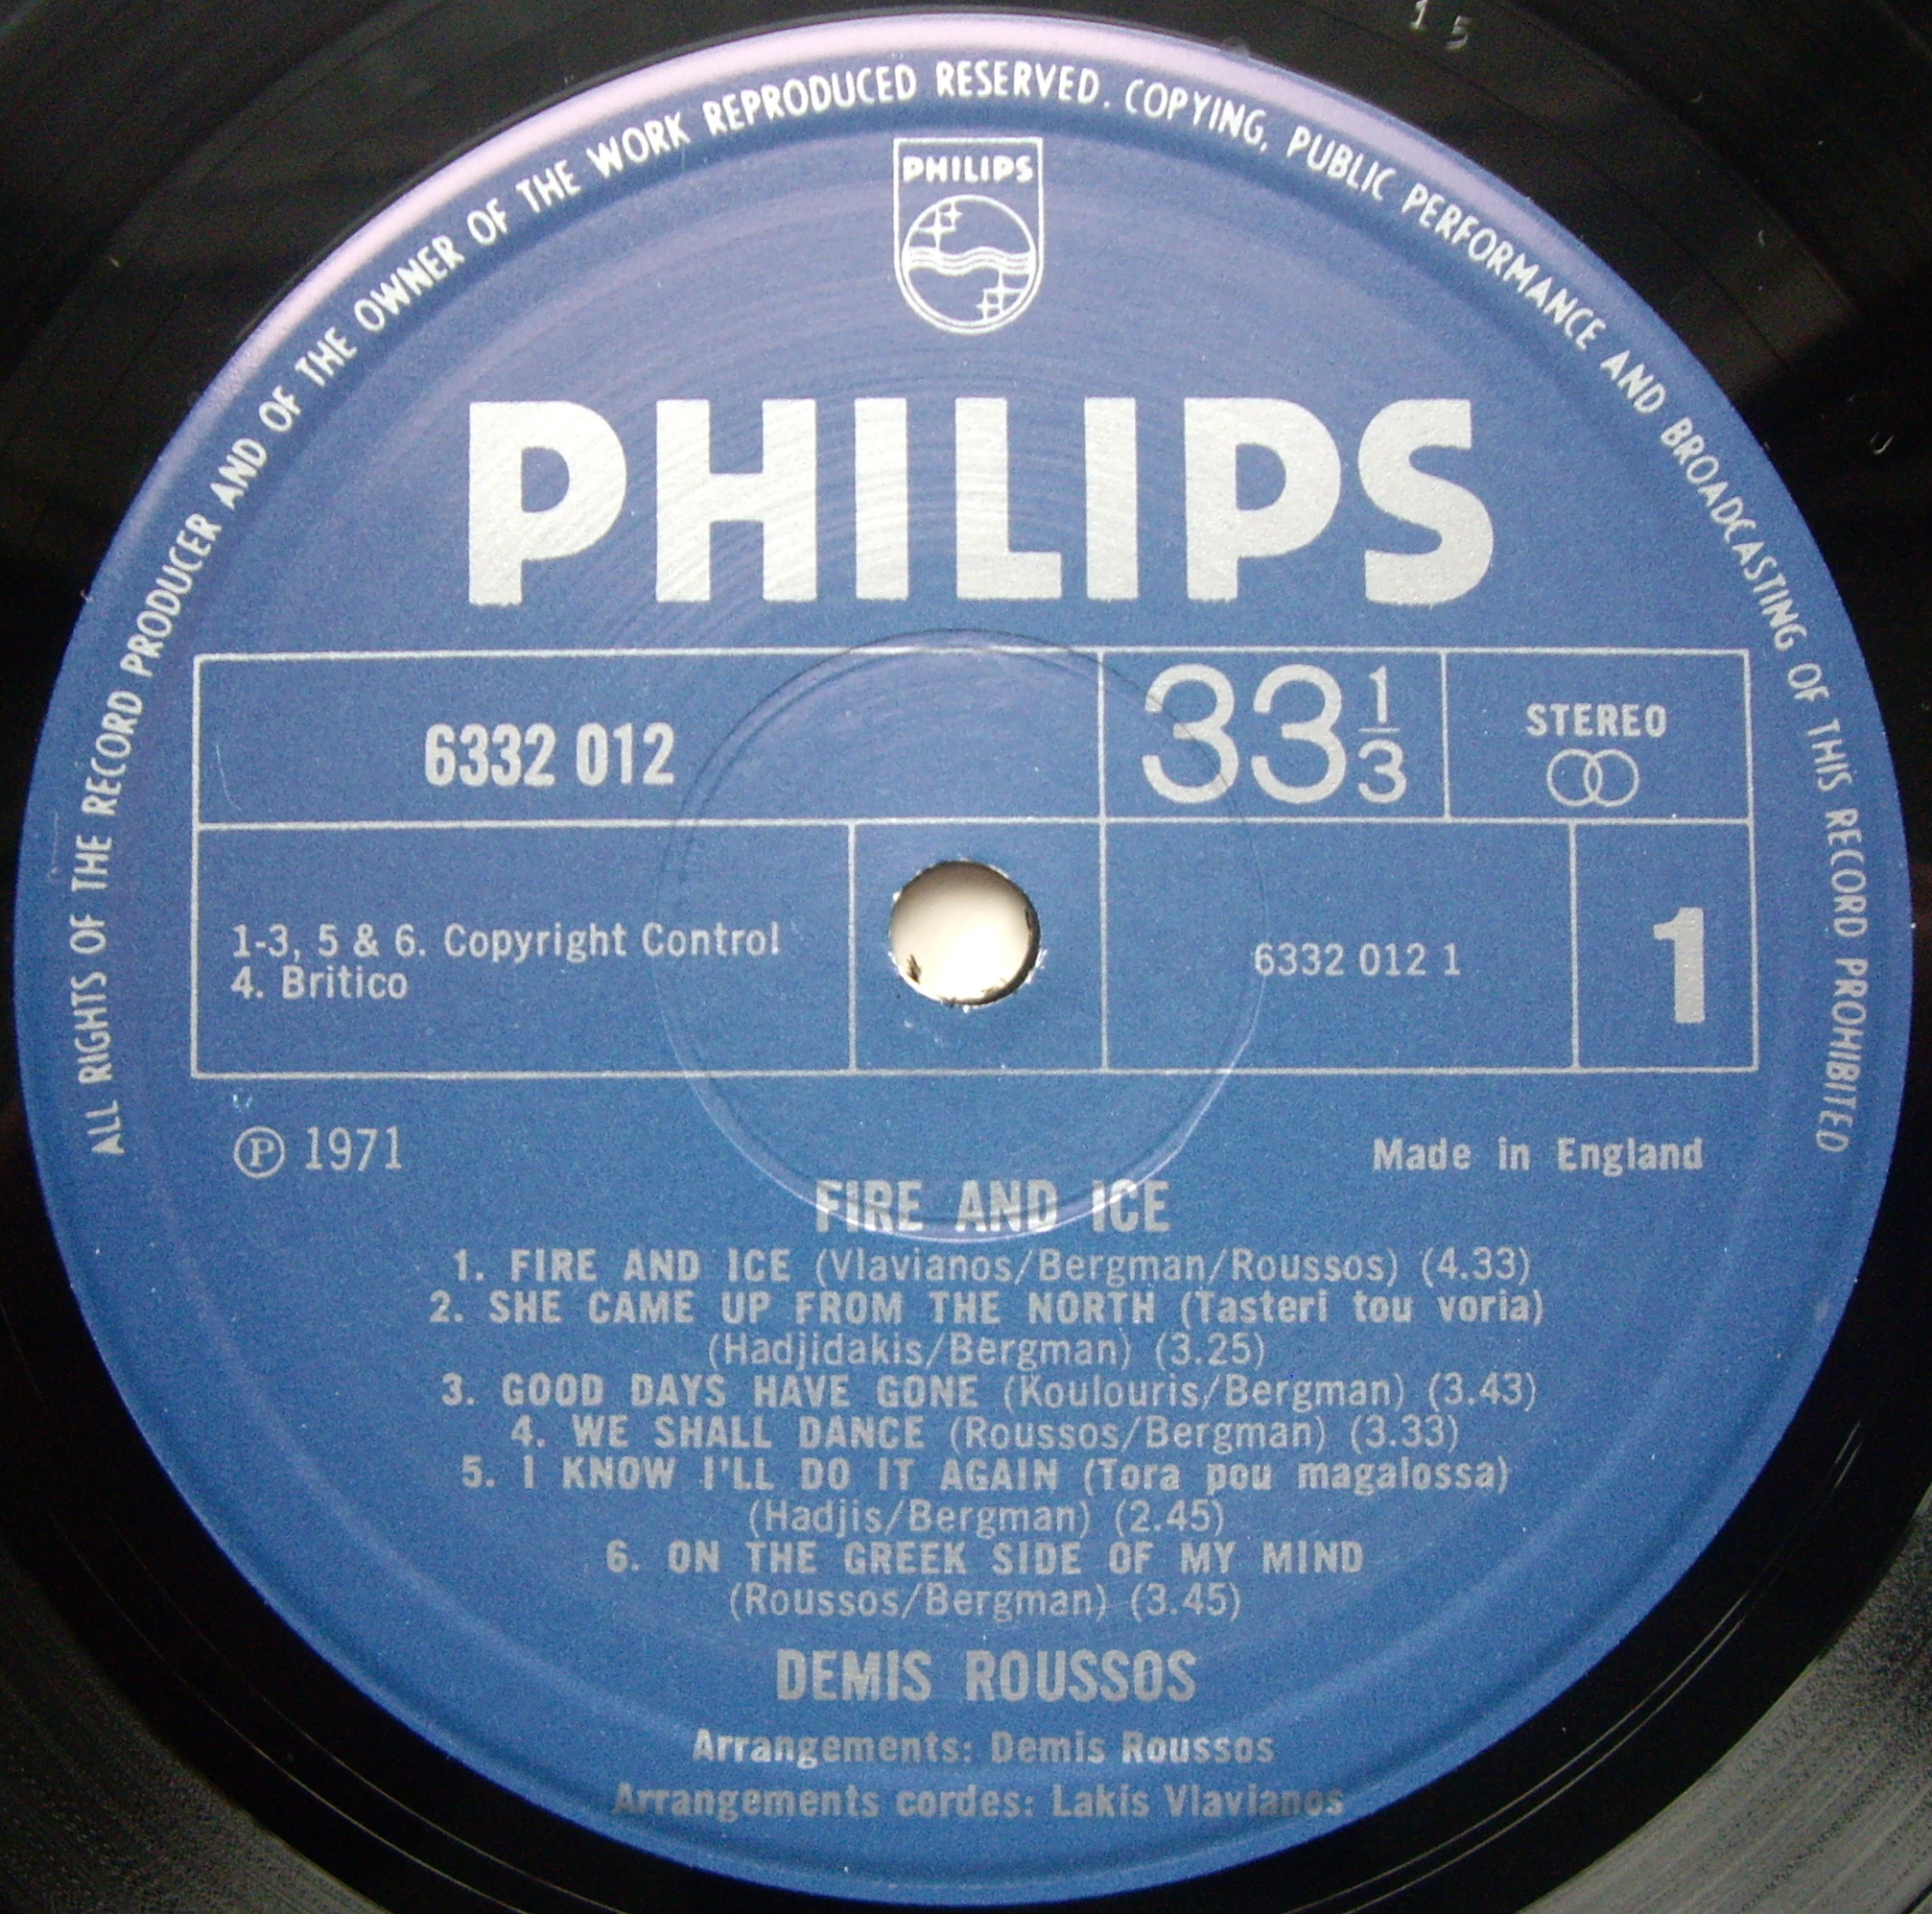 15
ALL RIGHTS OF THE RECORD PRODUCER AND OF THE OWNER OF THE WORK REPRODUCED RESERVED. COPYING, PUBLIC PERFORMANCE AND BROADCASTING OF THIS RECORD PROHIBITED
PHILIPS
PHILIPS
6332 012
33 1/3
STEREO
1-3, 5 & 6. Copyright Control
4. Britico
6332 012 1
1
Ⓟ 1971
Made in England
FIRE AND ICE
1. FIRE AND ICE (Vlavianos/Bergman/Roussos) (4.33)
2. SHE CAME UP FROM THE NORTH (Tasteri tou voria)
(Hadjidakis/Bergman) (3.25)
3. GOOD DAYS HAVE GONE (Koulouris/Bergman) (3.43)
4. WE SHALL DANCE (Roussos/Bergman) (3.33)
5. I KNOW I'LL DO IT AGAIN (Tora pou magalossa)
(Hadjis/Bergman) (2.45)
6. ON THE GREEK SIDE OF MY MIND
(Roussos/Bergman) (3.45)
DEMIS ROUSSOS
Arrangements: Demis Roussos
Arrangements cordes: Lakis Vlavianos